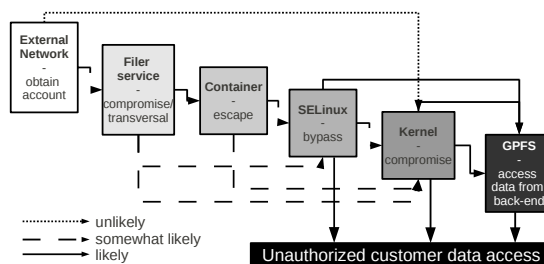 External
Network
-
obtain
account
Filer
service
-
compromise/
transversal
Container
-
escape
SELinux
-
bypass
Kernel
-
compromise
GPFS
-
access
data from
back-end
unlikely
somewhat likely
likely
Unauthorized customer data access